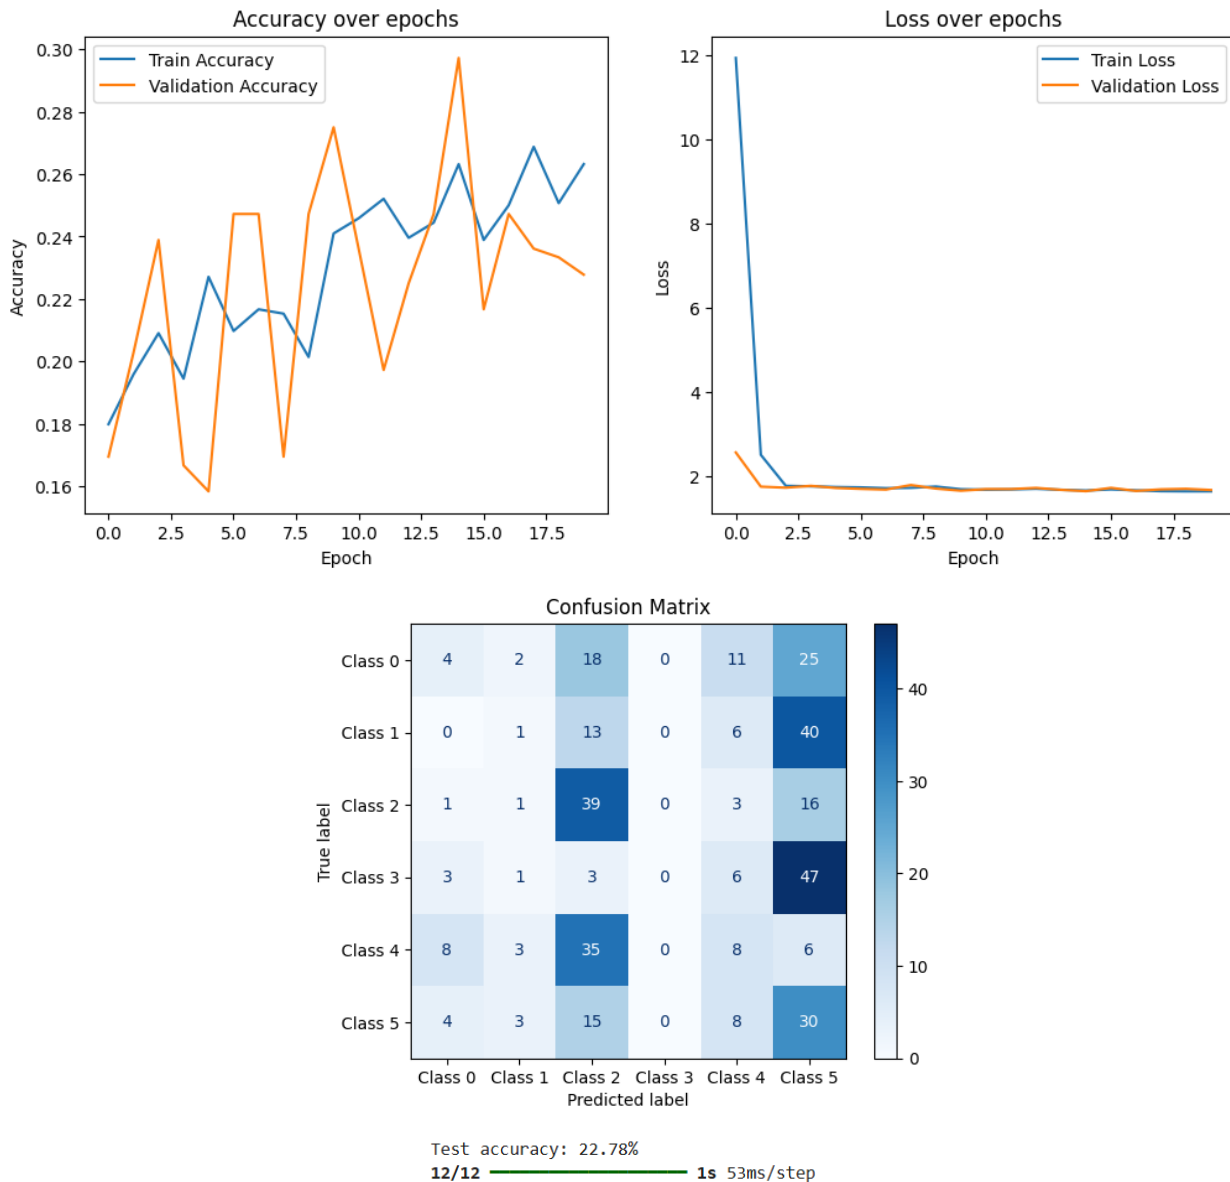 Accuracy over epochs
Train Accuracy
Validation Accuracy
0.30
0.28
0.26
0.24
0.22
0.20
0.18
0.16
Accuracy
0.0 2.5 5.0 7.5 10.0 12.5 15.0 17.5
Epoch
Loss over epochs
Train Loss
Validation Loss
12
10
8
6
4
2
Loss
0.0 2.5 5.0 7.5 10.0 12.5 15.0 17.5
Epoch
Confusion Matrix
True label
Class 0 4 2 18 0 11 25
Class 1 0 1 13 0 6 40
Class 2 1 1 39 0 3 16
Class 3 3 1 3 0 6 47
Class 4 8 3 35 0 8 6
Class 5 4 3 15 0 8 30
Class 0 Class 1 Class 2 Class 3 Class 4 Class 5
Predicted label
40
30
20
10
0
Test accuracy: 22.78%
12/12 1s 53ms/step